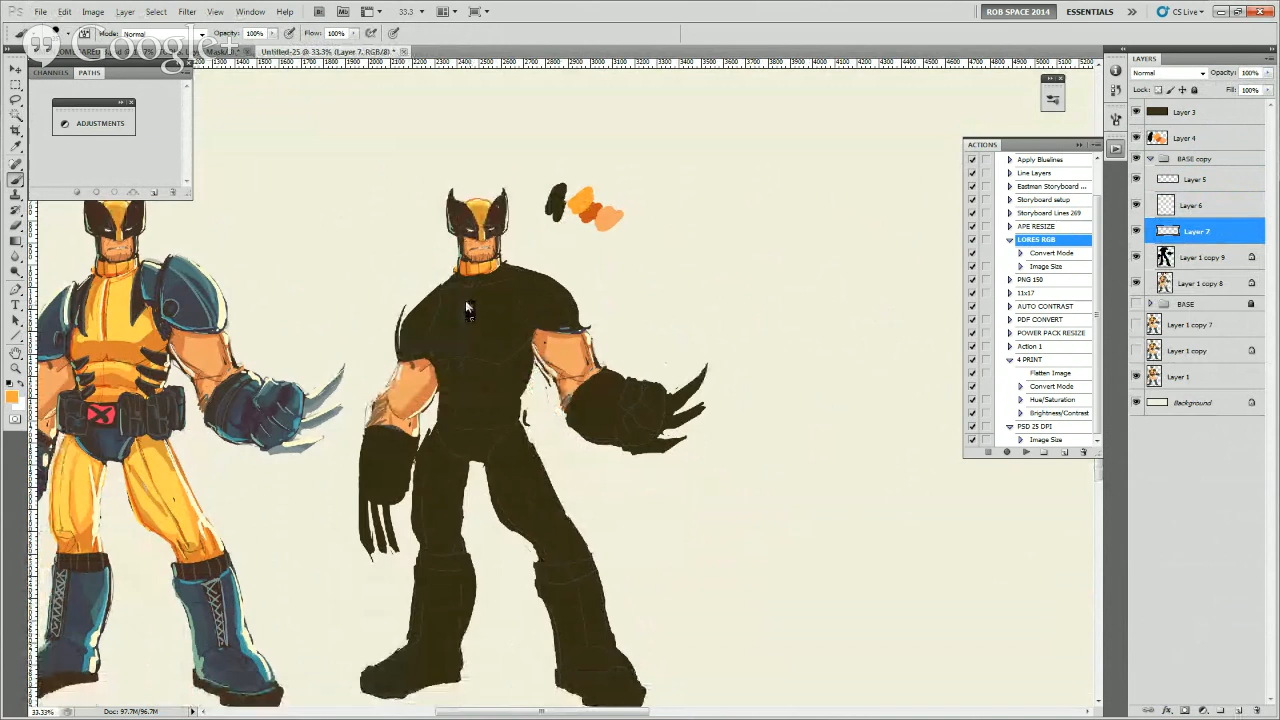 Ps File Edit Image Layer Select Filter View Window Help Br Mb 33.3 ROB SPACE 2014 ESSENTIALS CS Live
Mode: Normal Opacity: 100% Flow: 100%
Google+
Untitled-25 @ 33.3% (Layer 7, RGB/8) *
CHANNELS PATHS
ADJUSTMENTS
ACTIONS
Apply Bluelines
Line Layers
Eastman Storyboard ...
Storyboard setup
Storyboard Lines 269
APE RESIZE
LORES RGB
Convert Mode
Image Size
PNG 150
11x17
AUTO CONTRAST
PDF CONVERT
POWER PACK RESIZE
Action 1
4 PRINT
Flatten Image
Convert Mode
Hue/Saturation
Brightness/Contrast
PSD 25 DPI
Image Size
LAYERS
Normal Opacity: 100%
Lock: Fill: 100%
Layer 3
Layer 4
BASE copy
Layer 5
Layer 6
Layer 7
Layer 1 copy 8
BASE
Layer 1 copy 7
Layer 1 copy
Layer 1
Background
33.33% Doc: 97.7M/96.7M